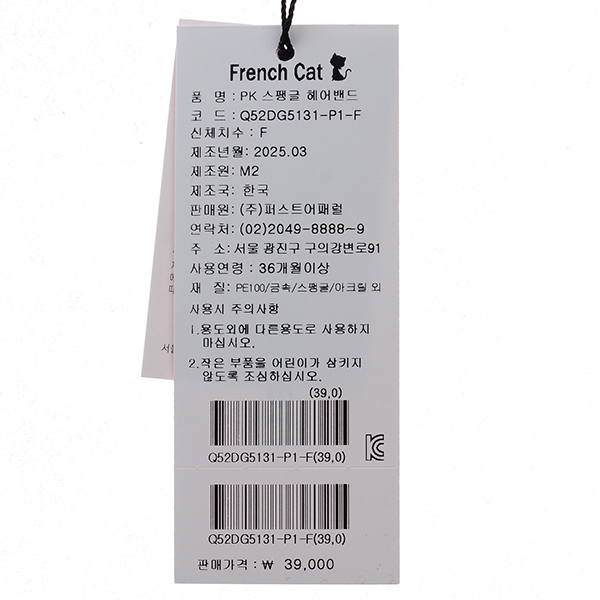 French Cat
품 명 : PK 스팽글 헤어밴드
코 드 : Q52DG5131-P1-F
신체치수 : F
제조년월: 2025.03
제조원: M2
제조국: 한국
판매원: (주)퍼스트어패럴
연락처: (02)2049-8888~9
주 소: 서울 광진구 구의강변로91
사용연령 : 36개월이상
재 질: PE100/금속/스팽굴/아크릴 외
사용시 주의사항
1.용도외에 다른용도로 사용하지
마십시오.
2.작은 부품을 어린이가 삼키지
않도록 조심하십시오.
(39,0)
Q52DG5131-P1-F(39,0)
Q52DG5131-P1-F(39,0)
판매가격 : ₩ 39,000